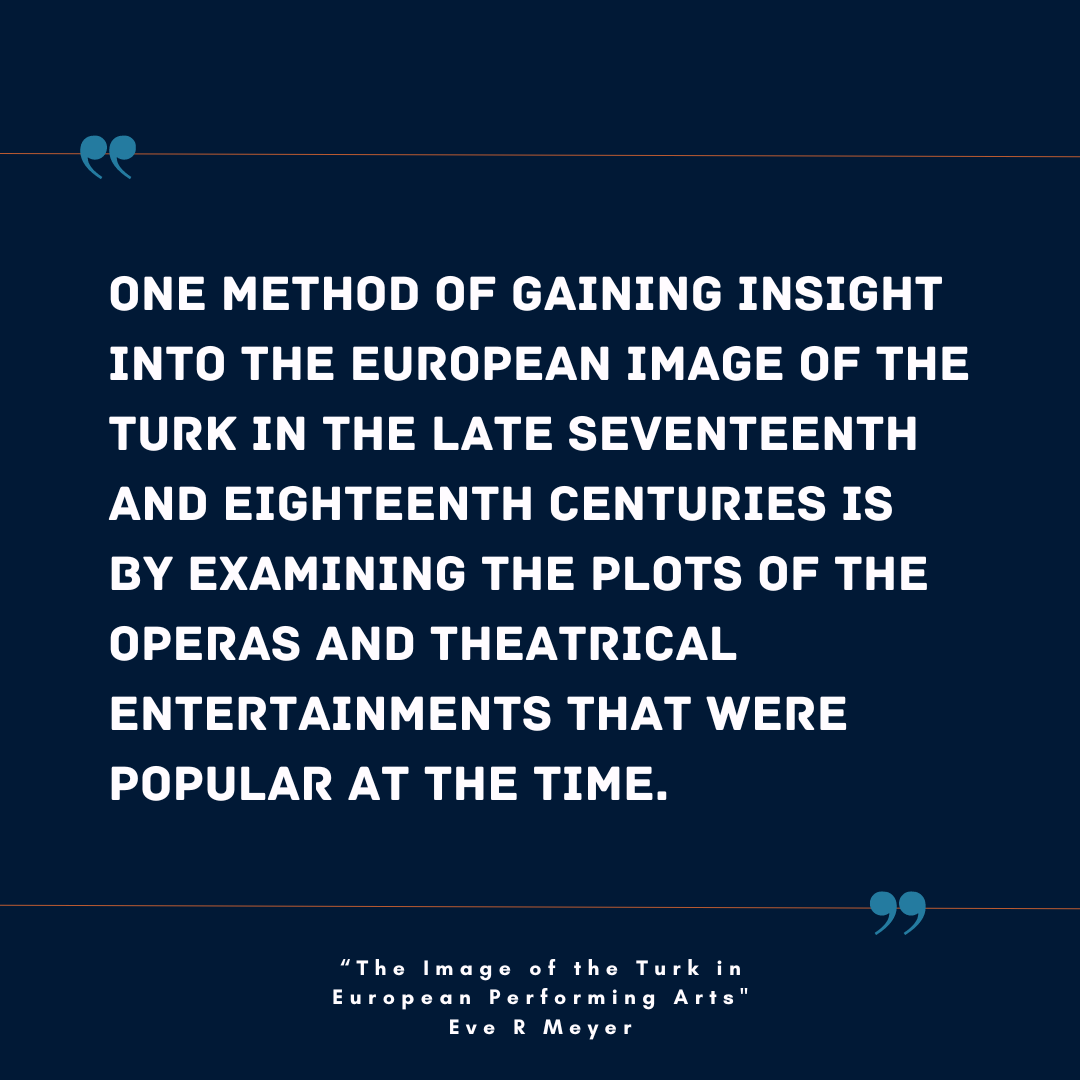 ONE METHOD OF GAINING INSIGHT
INTO THE EUROPEAN IMAGE OF THE
TURK IN THE LATE SEVENTEENTH
AND EIGHTEENTH CENTURIES IS
BY EXAMINING THE PLOTS OF THE
OPERAS AND THEATRICAL
ENTERTAINMENTS THAT WERE
POPULAR AT THE TIME.
“The Image of the Turk in
European Performing Arts"
Eve R Meyer